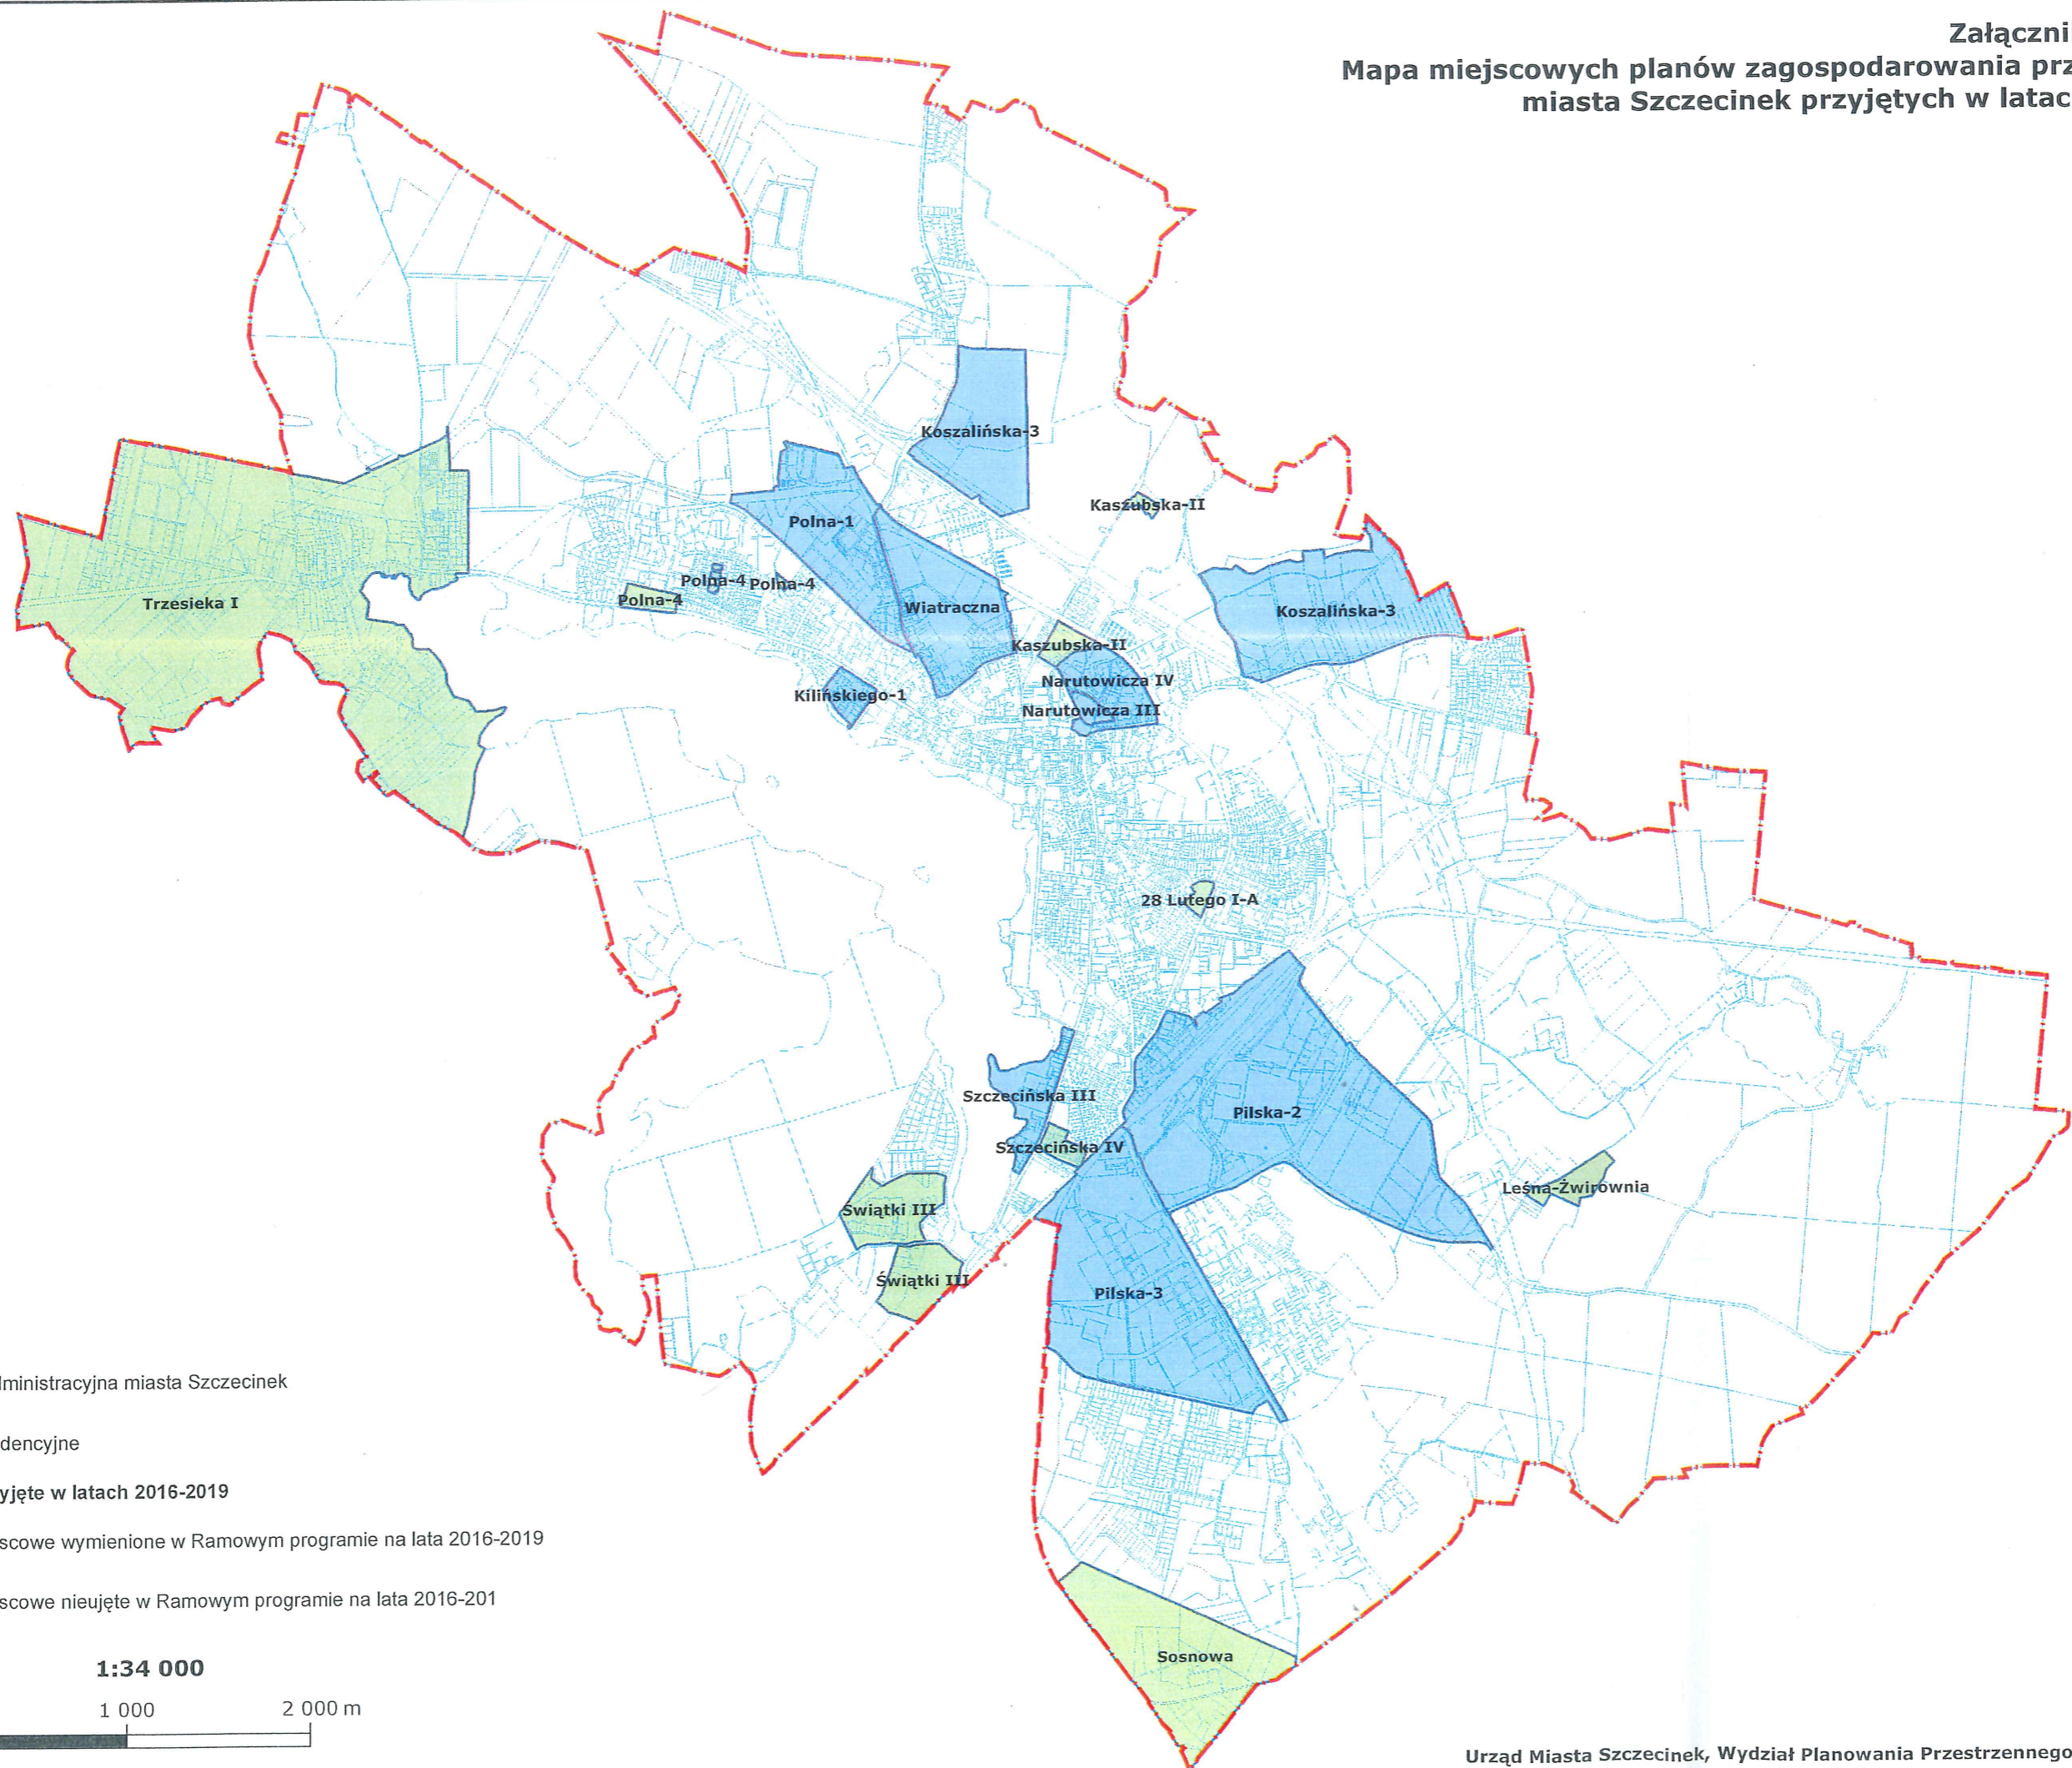 Załączni
Mapa miejscowych planów zagospodarowania prz
miasta Szczecinek przyjętych w latac
Koszalińska-3
Kaszubska-II
Polna-1
Polna-4
Polna-4
Polna-4
Trzesieka I
Wiatraczna
Koszalińska-3
Kaszubska-II
Narutowicza IV
Kilińskiego-1
Narutowicza III
28 Lutego I-A
Szczecińska III
Pilska-2
Szczecińska IV
Leśna-Żwirownia
Świątki III
Świątki III
Pilska-3
Sosnowa
dministracyjna miasta Szczecinek
dencyjne
yjęte w latach 2016-2019
scowe wymienione w Ramowym programie na lata 2016-2019
scowe nieujęte w Ramowym programie na lata 2016-201
1:34 000
1 000 2 000 m
Urząd Miasta Szczecinek, Wydział Planowania Przestrzennego